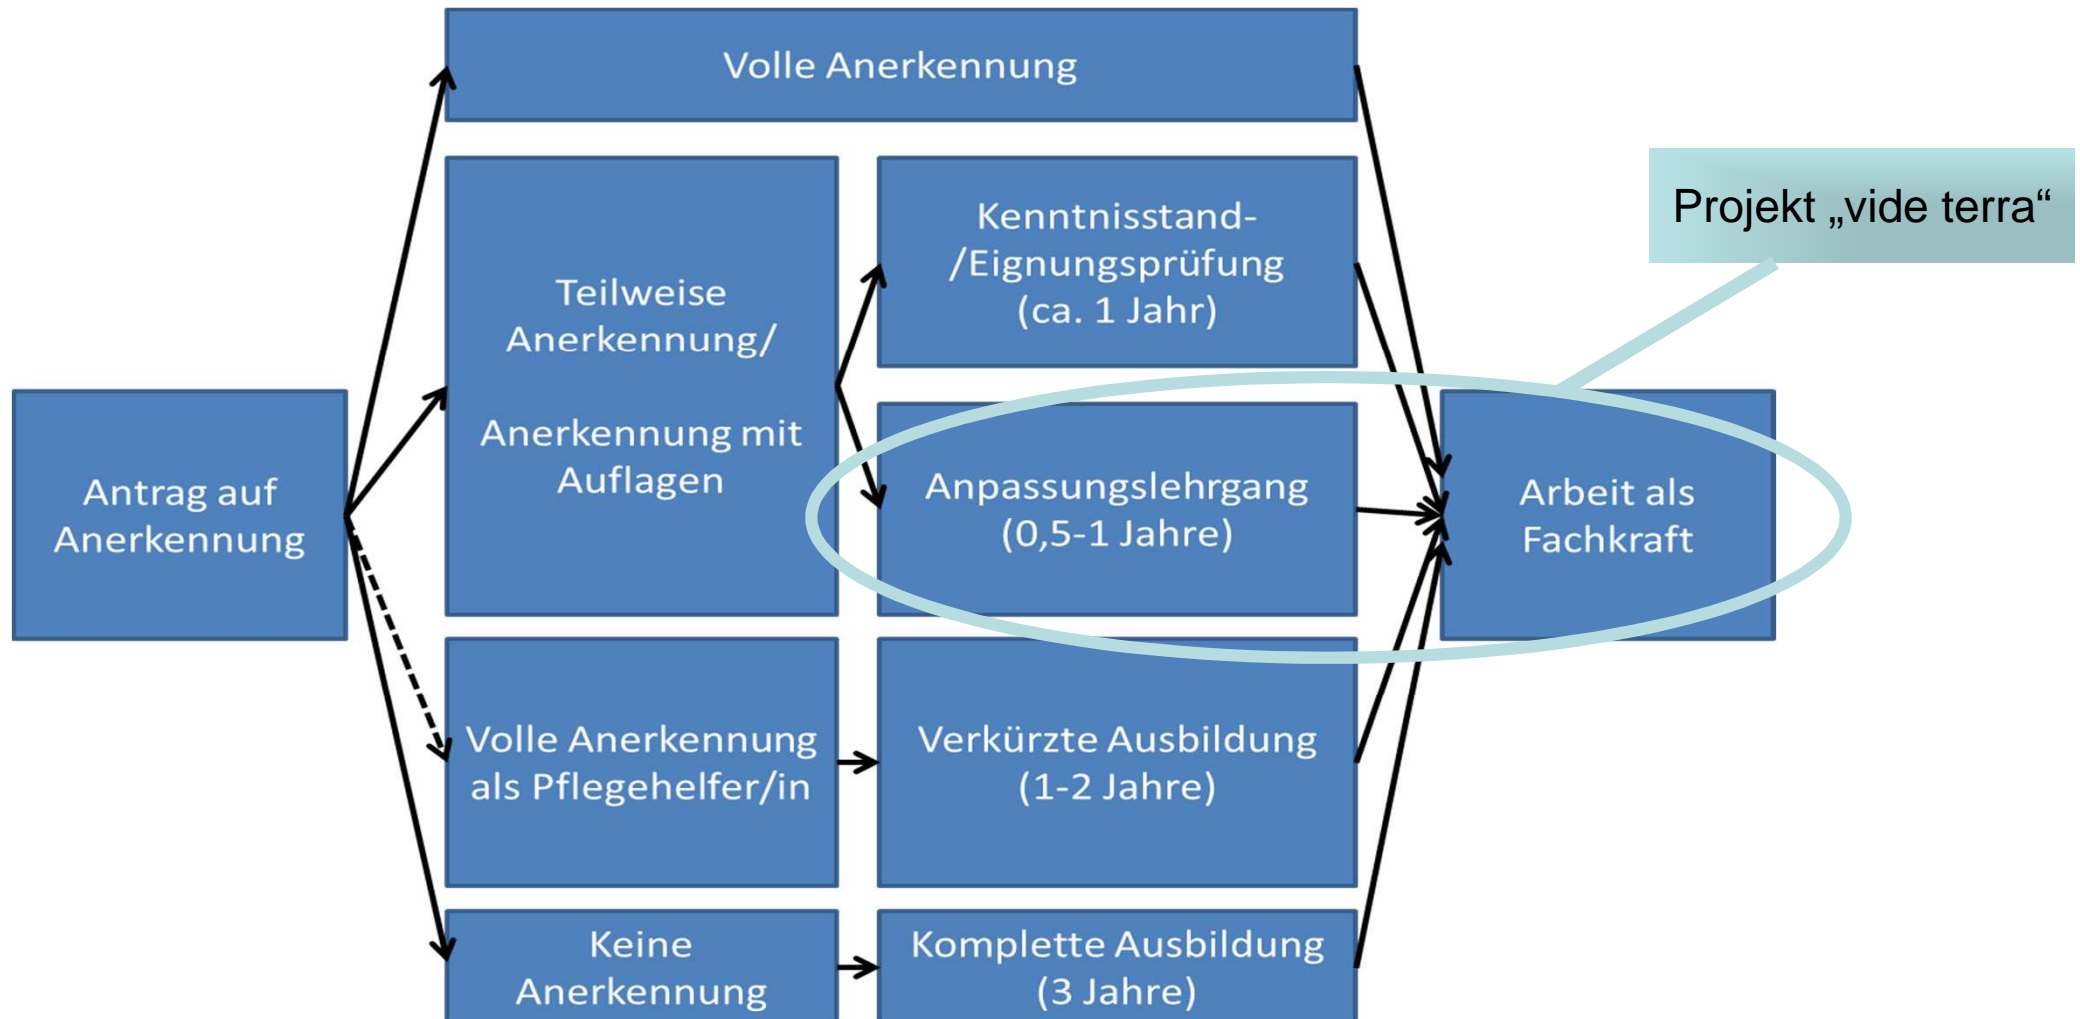 Volle Anerkennung
Projekt „vide terra“
Kenntnisstand-
/Eignungsprüfung
(ca. 1 Jahr)
Teilweise
Anerkennung/
Anerkennung mit
Auflagen
Antrag auf
Anerkennung
Anpassungslehrgang
(0,5-1 Jahre)
Arbeit als
Fachkraft
Volle Anerkennung
als Pflegehelfer/in
Verkürzte Ausbildung
(1-2 Jahre)
Keine
Anerkennung
Komplette Ausbildung
(3 Jahre)